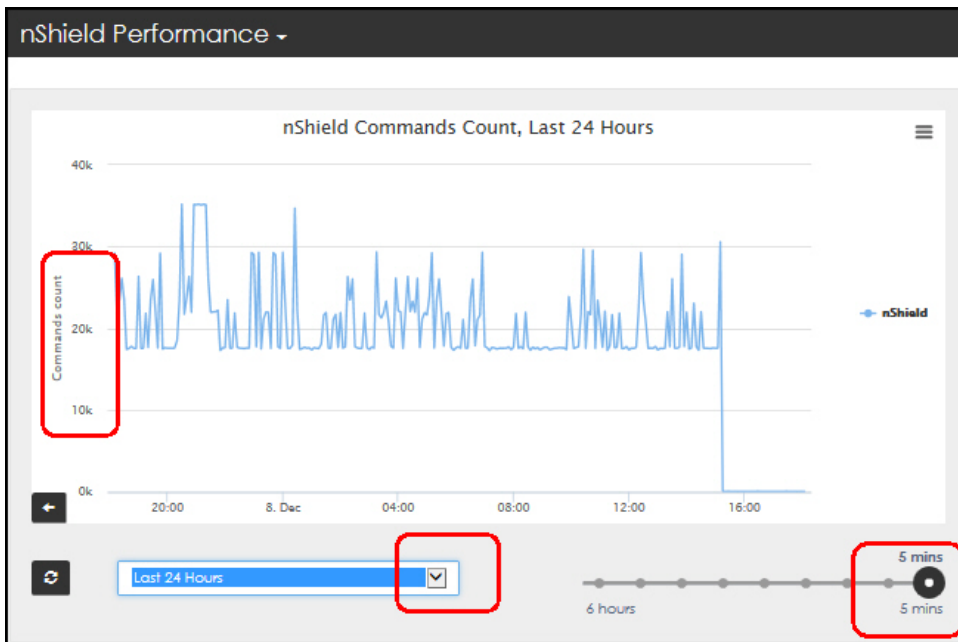 nShield Performance
nShield Commands Count, Last 24 Hours
40k
30k
20k
10k
0k
Commands count
20:00
8. Dec
04:00
08:00
12:00
16:00
nShield
Last 24 Hours
5 mins
6 hours
5 mins